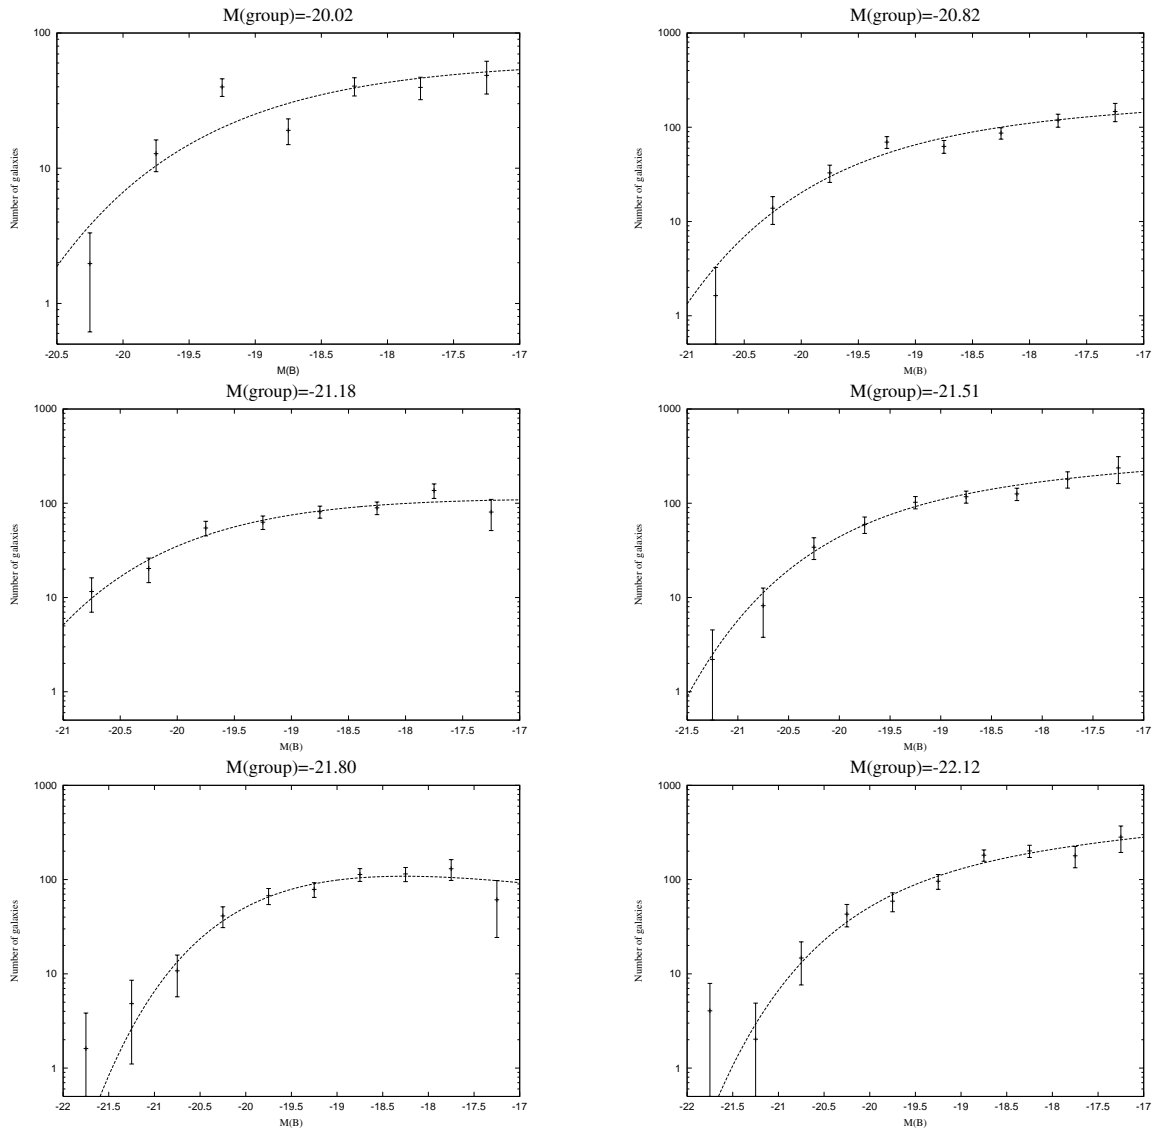 M(group)=-20.02
100
10
1
Number of galaxies
-20.5 -20 -19.5 -19 -18.5 -18 -17.5 -17
M(B)
M(group)=-20.82
1000
100
10
1
Number of galaxies
-21 -20.5 -20 -19.5 -19 -18.5 -18 -17.5 -17
M(B)
M(group)=-21.18
1000
100
10
1
Number of galaxies
-21 -20.5 -20 -19.5 -19 -18.5 -18 -17.5 -17
M(B)
M(group)=-21.51
1000
100
10
1
Number of galaxies
-21.5 -21 -20.5 -20 -19.5 -19 -18.5 -18 -17.5 -17
M(B)
M(group)=-21.80
1000
100
10
1
Number of galaxies
-22 -21.5 -21 -20.5 -20 -19.5 -19 -18.5 -18 -17.5 -17
M(B)
M(group)=-22.12
1000
100
10
1
Number of galaxies
-22 -21.5 -21 -20.5 -20 -19.5 -19 -18.5 -18 -17.5 -17
M(B)